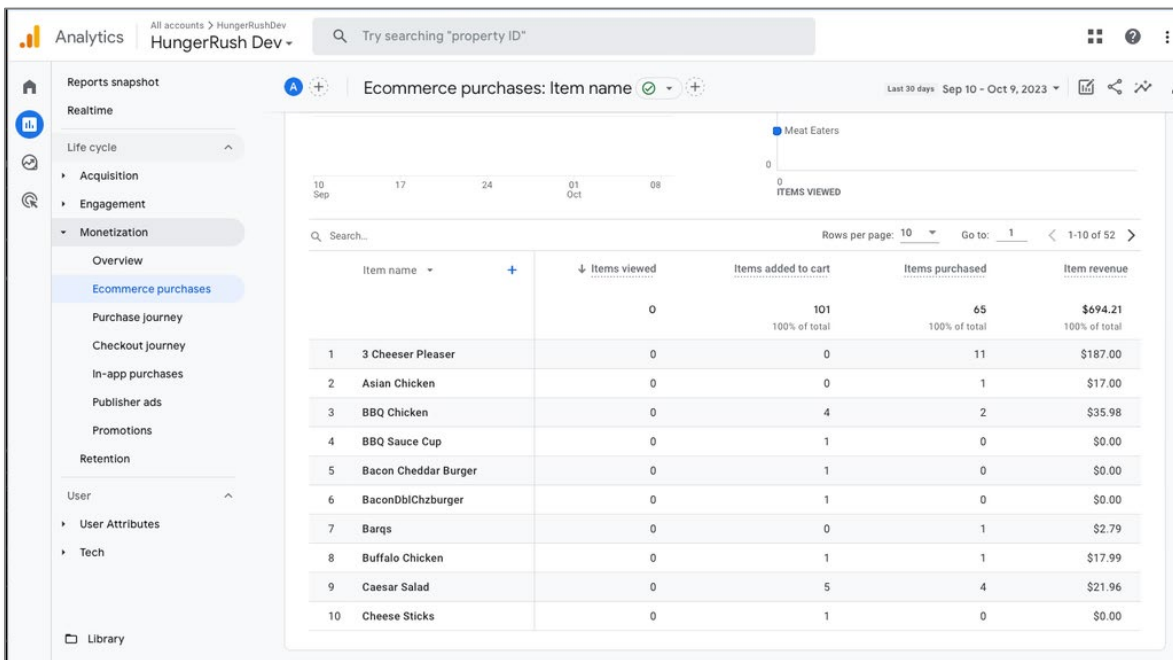 All accounts > HungerRushDev
Analytics
HungerRush Dev
Try searching "property ID"
Reports snapshot
Realtime
Life cycle
Acquisition
Engagement
Monetization
Overview
Ecommerce purchases
Purchase journey
Checkout journey
In-app purchases
Publisher ads
Promotions
Retention
User
User Attributes
Tech
Library
A
Ecommerce purchases: Item name
Last 30 days Sep 10 - Oct 9, 2023
Meat Eaters
0
10 Sep 17 24 01 Oct 08
0
ITEMS VIEWED
Search...
Rows per page: 10 Go to: 1 < 1-10 of 52 >
Item name + ↓ Items viewed Items added to cart Items purchased Item revenue
0 101 65 $694.21
100% of total 100% of total 100% of total
1 3 Cheeser Pleaser 0 0 11 $187.00
2 Asian Chicken 0 0 1 $17.00
3 BBQ Chicken 0 4 2 $35.98
4 BBQ Sauce Cup 0 1 0 $0.00
5 Bacon Cheddar Burger 0 1 0 $0.00
6 BaconDblChzburger 0 1 0 $0.00
7 Barqs 0 0 1 $2.79
8 Buffalo Chicken 0 1 1 $17.99
9 Caesar Salad 0 5 4 $21.96
10 Cheese Sticks 0 1 0 $0.00